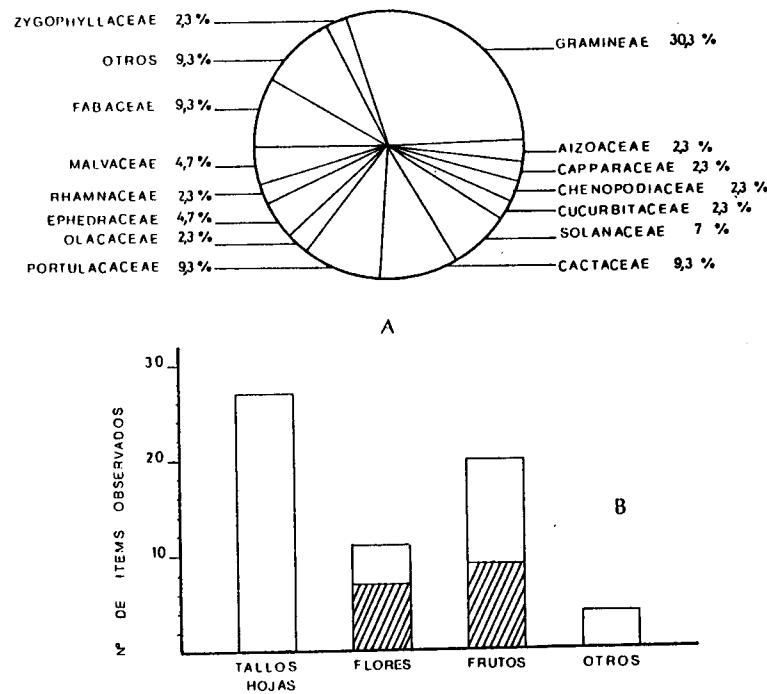 ZYGOPHYLLACEAE 2,3 %
OTROS 9,3 %
FABACEAE 9,3 %
MALVACEAE 4,7 %
RHAMNACEAE 2,3 %
EPHEDRACEAE 4,7 %
OLACACEAE 2,3 %
PORTULACACEAE 9,3 %
GRAMINEAE 30,3 %
AIZOACEAE 2,3 %
CAPPARACEAE 2,3 %
CHENOPODIACEAE 2,3 %
CUCURBITACEAE 2,3 %
SOLANACEAE 7 %
CACTACEAE 9,3 %
A
Nº DE ITEMS OBSERVADOS
30
20
10
B
TALLOS
HOJAS
FLORES
FRUTOS
OTROS